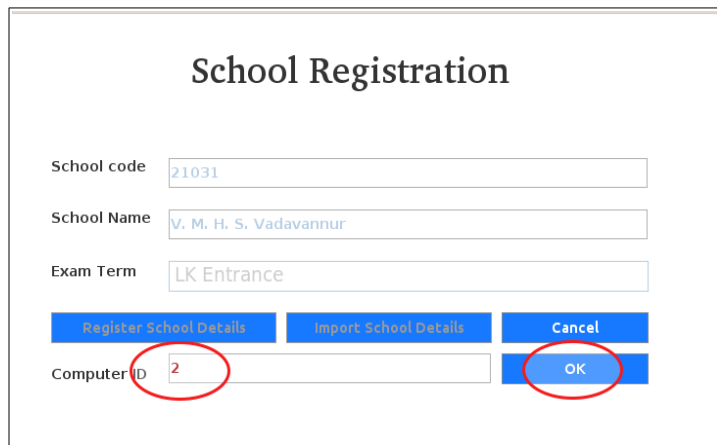 School Registration
School code 21031
School Name V. M. H. S. Vadavannur
Exam Term LK Entrance
Register School Details Import School Details Cancel
Computer ID 2 OK